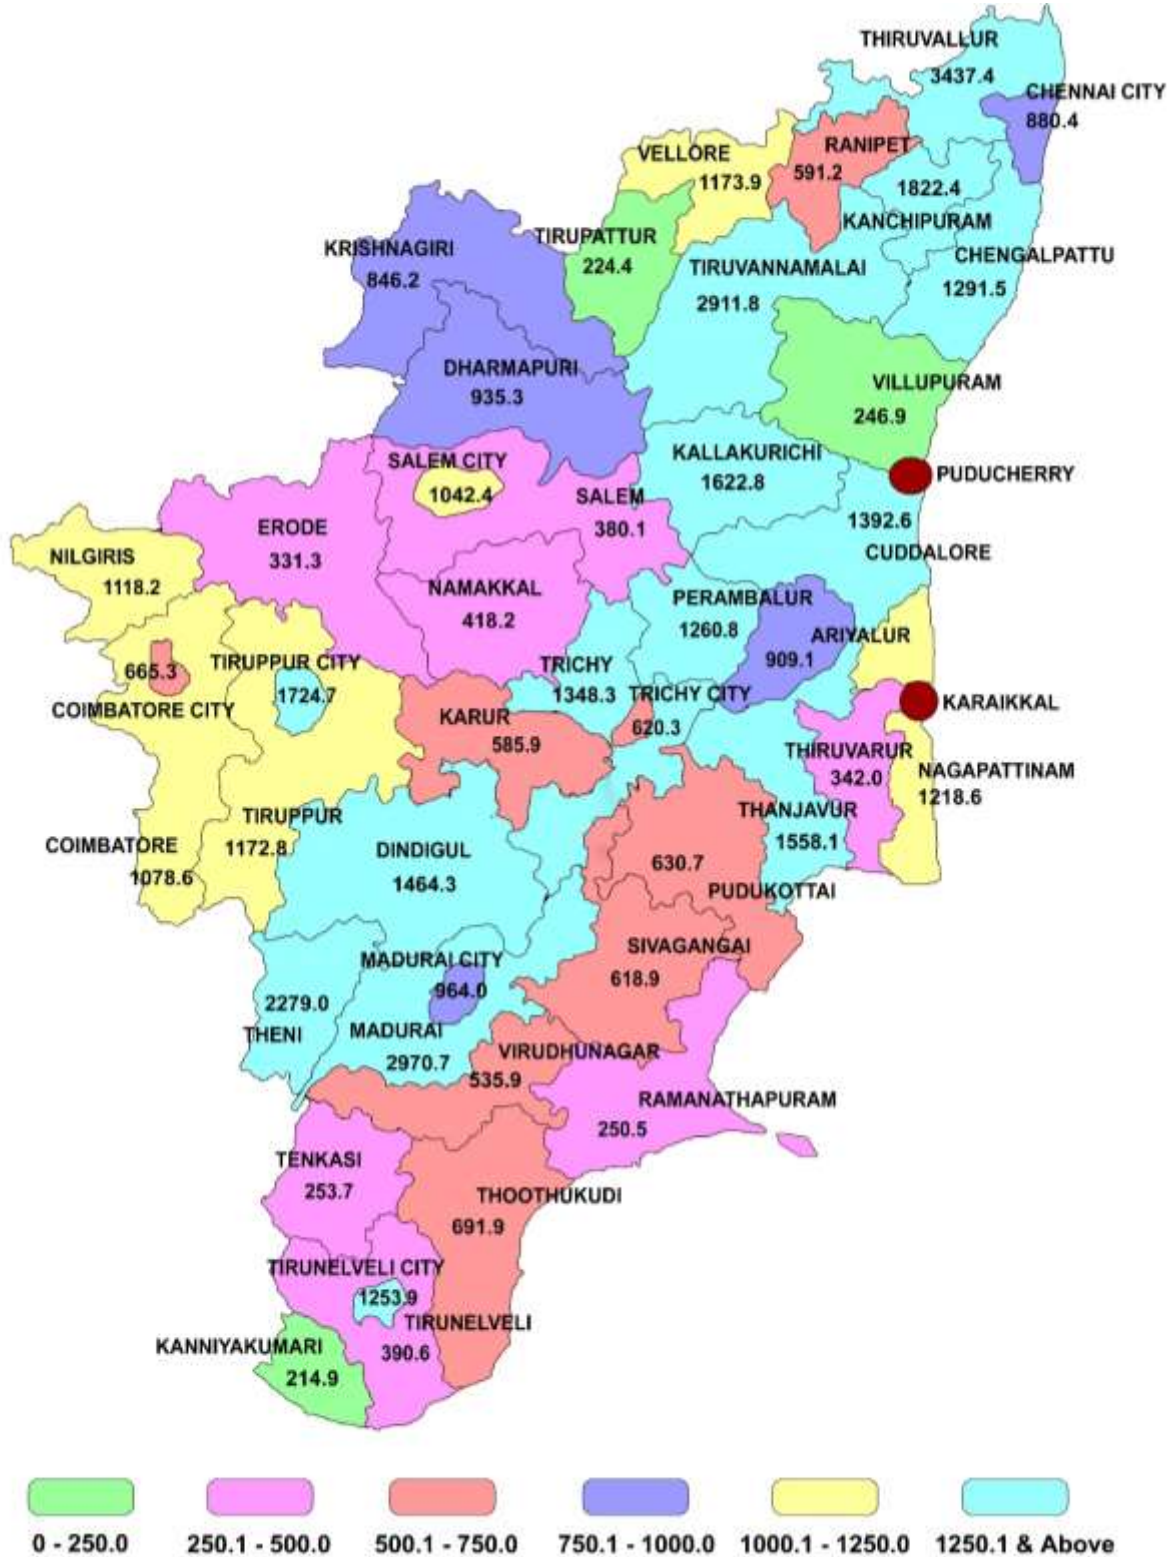 THIRUVALLUR
3437.4
CHENNAI CITY
880.4
RANIPET
591.2
VELLORE
1173.9
1822.4
KANCHIPURAM
CHENGALPATTU
1291.5
TIRUPATTUR
224.4
KRISHNAGIRI
846.2
TIRUVANNAMALAI
2911.8
DHARMAPURI
935.3
VILLUPURAM
246.9
KALLAKURICHI
1622.8
SALEM CITY
1042.4
SALEM
380.1
PUDUCHERRY
1392.6
CUDDALORE
ERODE
331.3
NILGIRIS
1118.2
NAMAKKAL
418.2
PERAMBALUR
1260.8
ARIYALUR
909.1
665.3
COIMBATORE CITY
TIRUPPUR CITY
1724.7
TRICHY
1348.3
TRICHY CITY
620.3
KARAIKKAL
KARUR
585.9
THIRUVARUR
342.0
NAGAPATTINAM
1218.6
TIRUPPUR
1172.8
THANJAVUR
1558.1
COIMBATORE
1078.6
DINDIGUL
1464.3
630.7
PUDUKOTTAI
SIVAGANGAI
618.9
MADURAI CITY
964.0
2279.0
THENI
MADURAI
2970.7
VIRUDHUNAGAR
535.9
RAMANATHAPURAM
250.5
TENKASI
253.7
THOOTHUKUDI
691.9
TIRUNELVELI CITY
1253.9
TIRUNELVELI
390.6
KANNIYAKUMARI
214.9
0 - 250.0
250.1 - 500.0
500.1 - 750.0
750.1 - 1000.0
1000.1 - 1250.0
1250.1 & Above